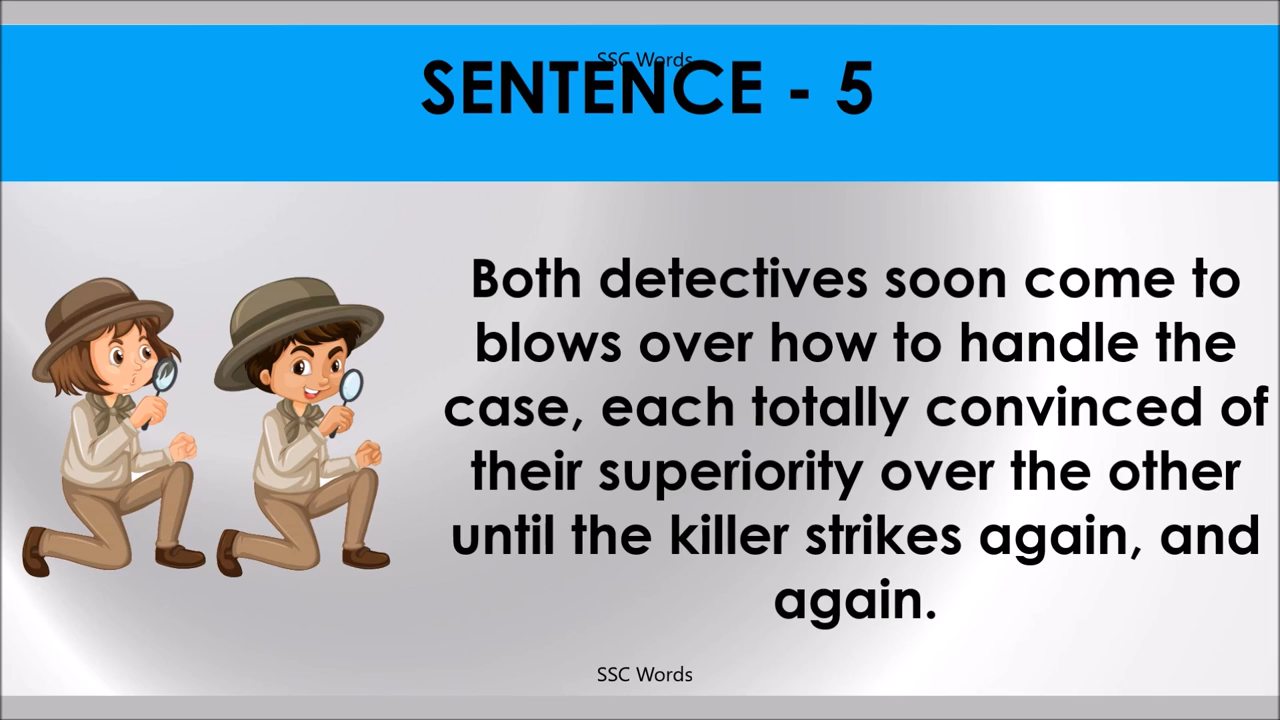 SSC Words
SENTENCE - 5
Both detectives soon come to
blows over how to handle the
case, each totally convinced of
their superiority over the other
until the killer strikes again, and
again.
SSC Words